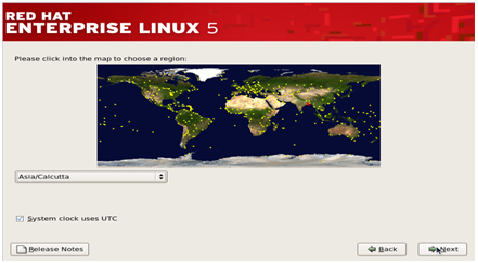 RED HAT
ENTERPRISE LINUX 5
Please click into the map to choose a region:
Asia/Calcutta
System clock uses UTC
Release Notes
Back
Next